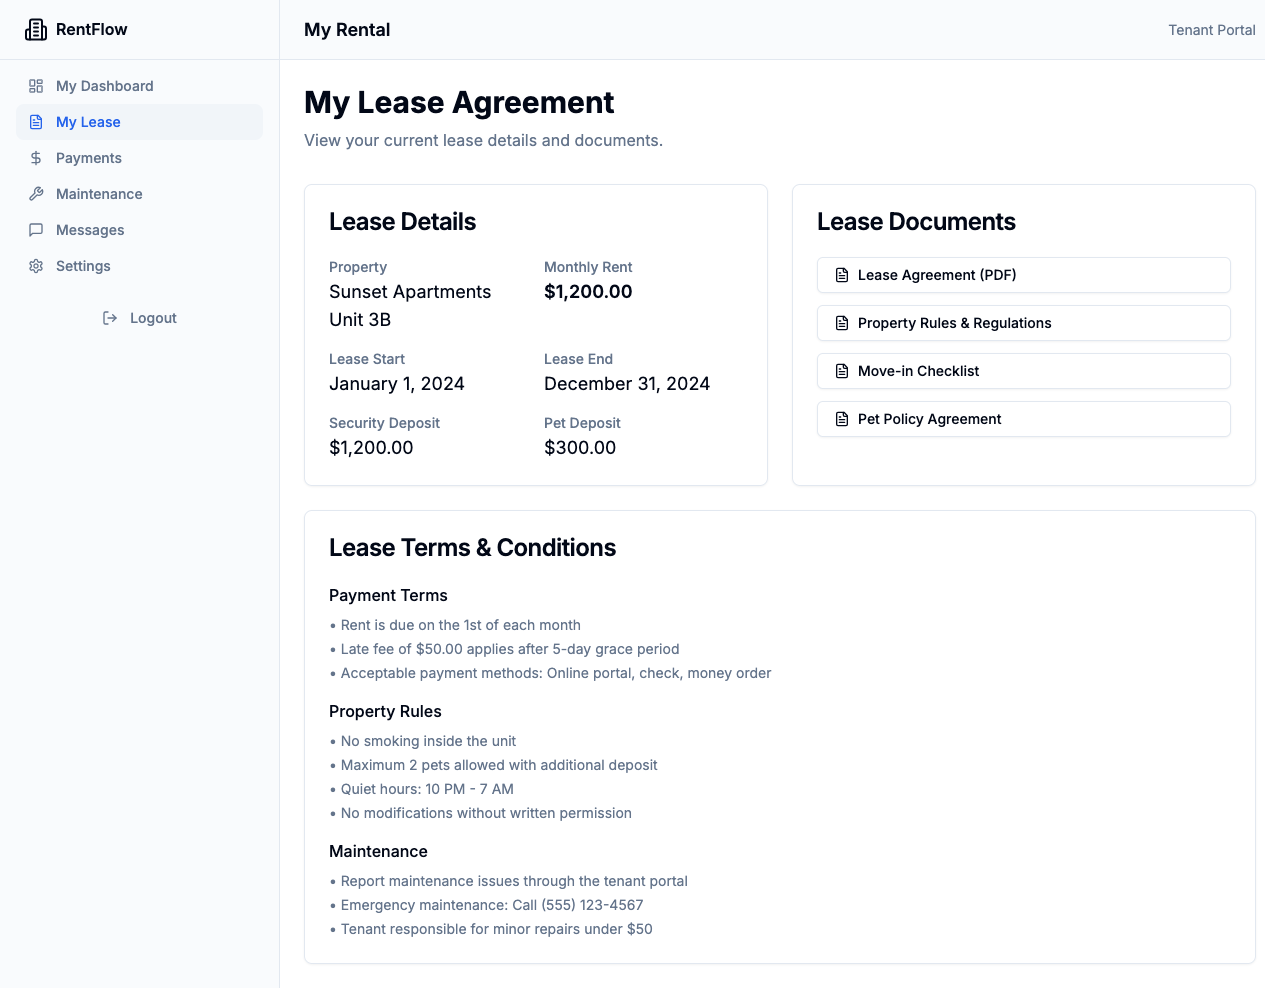 RentFlow
My Rental
Tenant Portal
My Dashboard
My Lease
Payments
Maintenance
Messages
Settings
Logout
My Lease Agreement
View your current lease details and documents.
Lease Details
Property
Sunset Apartments
Unit 3B
Monthly Rent
$1,200.00
Lease Start
January 1, 2024
Lease End
December 31, 2024
Security Deposit
$1,200.00
Pet Deposit
$300.00
Lease Documents
Lease Agreement (PDF)
Property Rules & Regulations
Move-in Checklist
Pet Policy Agreement
Lease Terms & Conditions
Payment Terms
• Rent is due on the 1st of each month
• Late fee of $50.00 applies after 5-day grace period
• Acceptable payment methods: Online portal, check, money order
Property Rules
• No smoking inside the unit
• Maximum 2 pets allowed with additional deposit
• Quiet hours: 10 PM - 7 AM
• No modifications without written permission
Maintenance
• Report maintenance issues through the tenant portal
• Emergency maintenance: Call (555) 123-4567
• Tenant responsible for minor repairs under $50